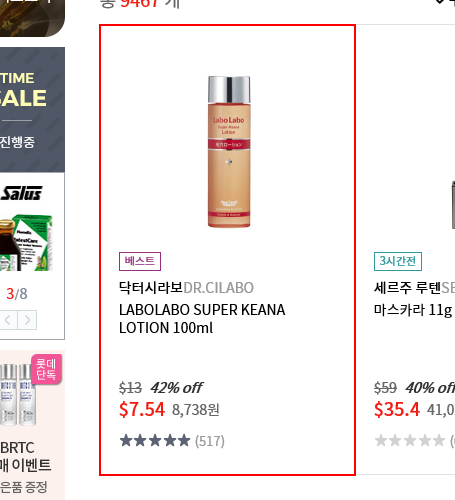 총 9467 개
TIME
SALE
진행중
Salus
3/8
롯데
단독
BRTC
매 이벤트
은품 증정
LaboLabo
Super Keana
Lotion
베스트
닥터시라보DR.CILABO
LABOLABO SUPER KEANA
LOTION 100ml
$13 42% off
$7.54 8,738원
★★★★★ (517)
3시간전
세르주 루텐SE
마스카라 11g
$59 40% off
$35.4 41,0
★★★★★ (